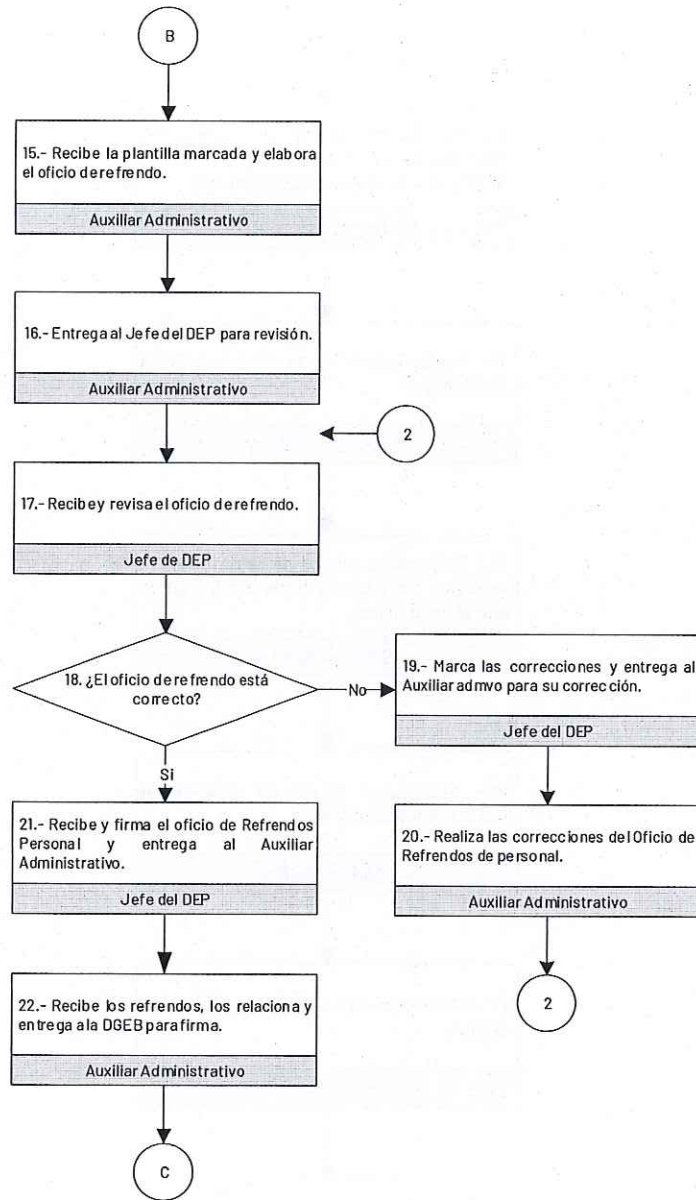 B
15.- Recibe la plantilla marcada y elabora
el oficio de refrendo.
Auxiliar Administrativo
16.- Entrega al Jefe del DEP para revisión.
Auxiliar Administrativo
2
17.- Recibe y revisa el oficio de refrendo.
Jefe de DEP
18. ¿El oficio de refrendo está
correcto?
No
19.- Marca las correcciones y entrega al
Auxiliar admvo para su corrección.
Jefe del DEP
Si
21.- Recibe y firma el oficio de Refrendos
Personal y entrega al Auxiliar
Administrativo.
Jefe del DEP
20.- Realiza las correcciones del Oficio de
Refrendos de personal.
Auxiliar Administrativo
2
22.- Recibe los refrendos, los relaciona y
entrega a la DGEB para firma.
Auxiliar Administrativo
C